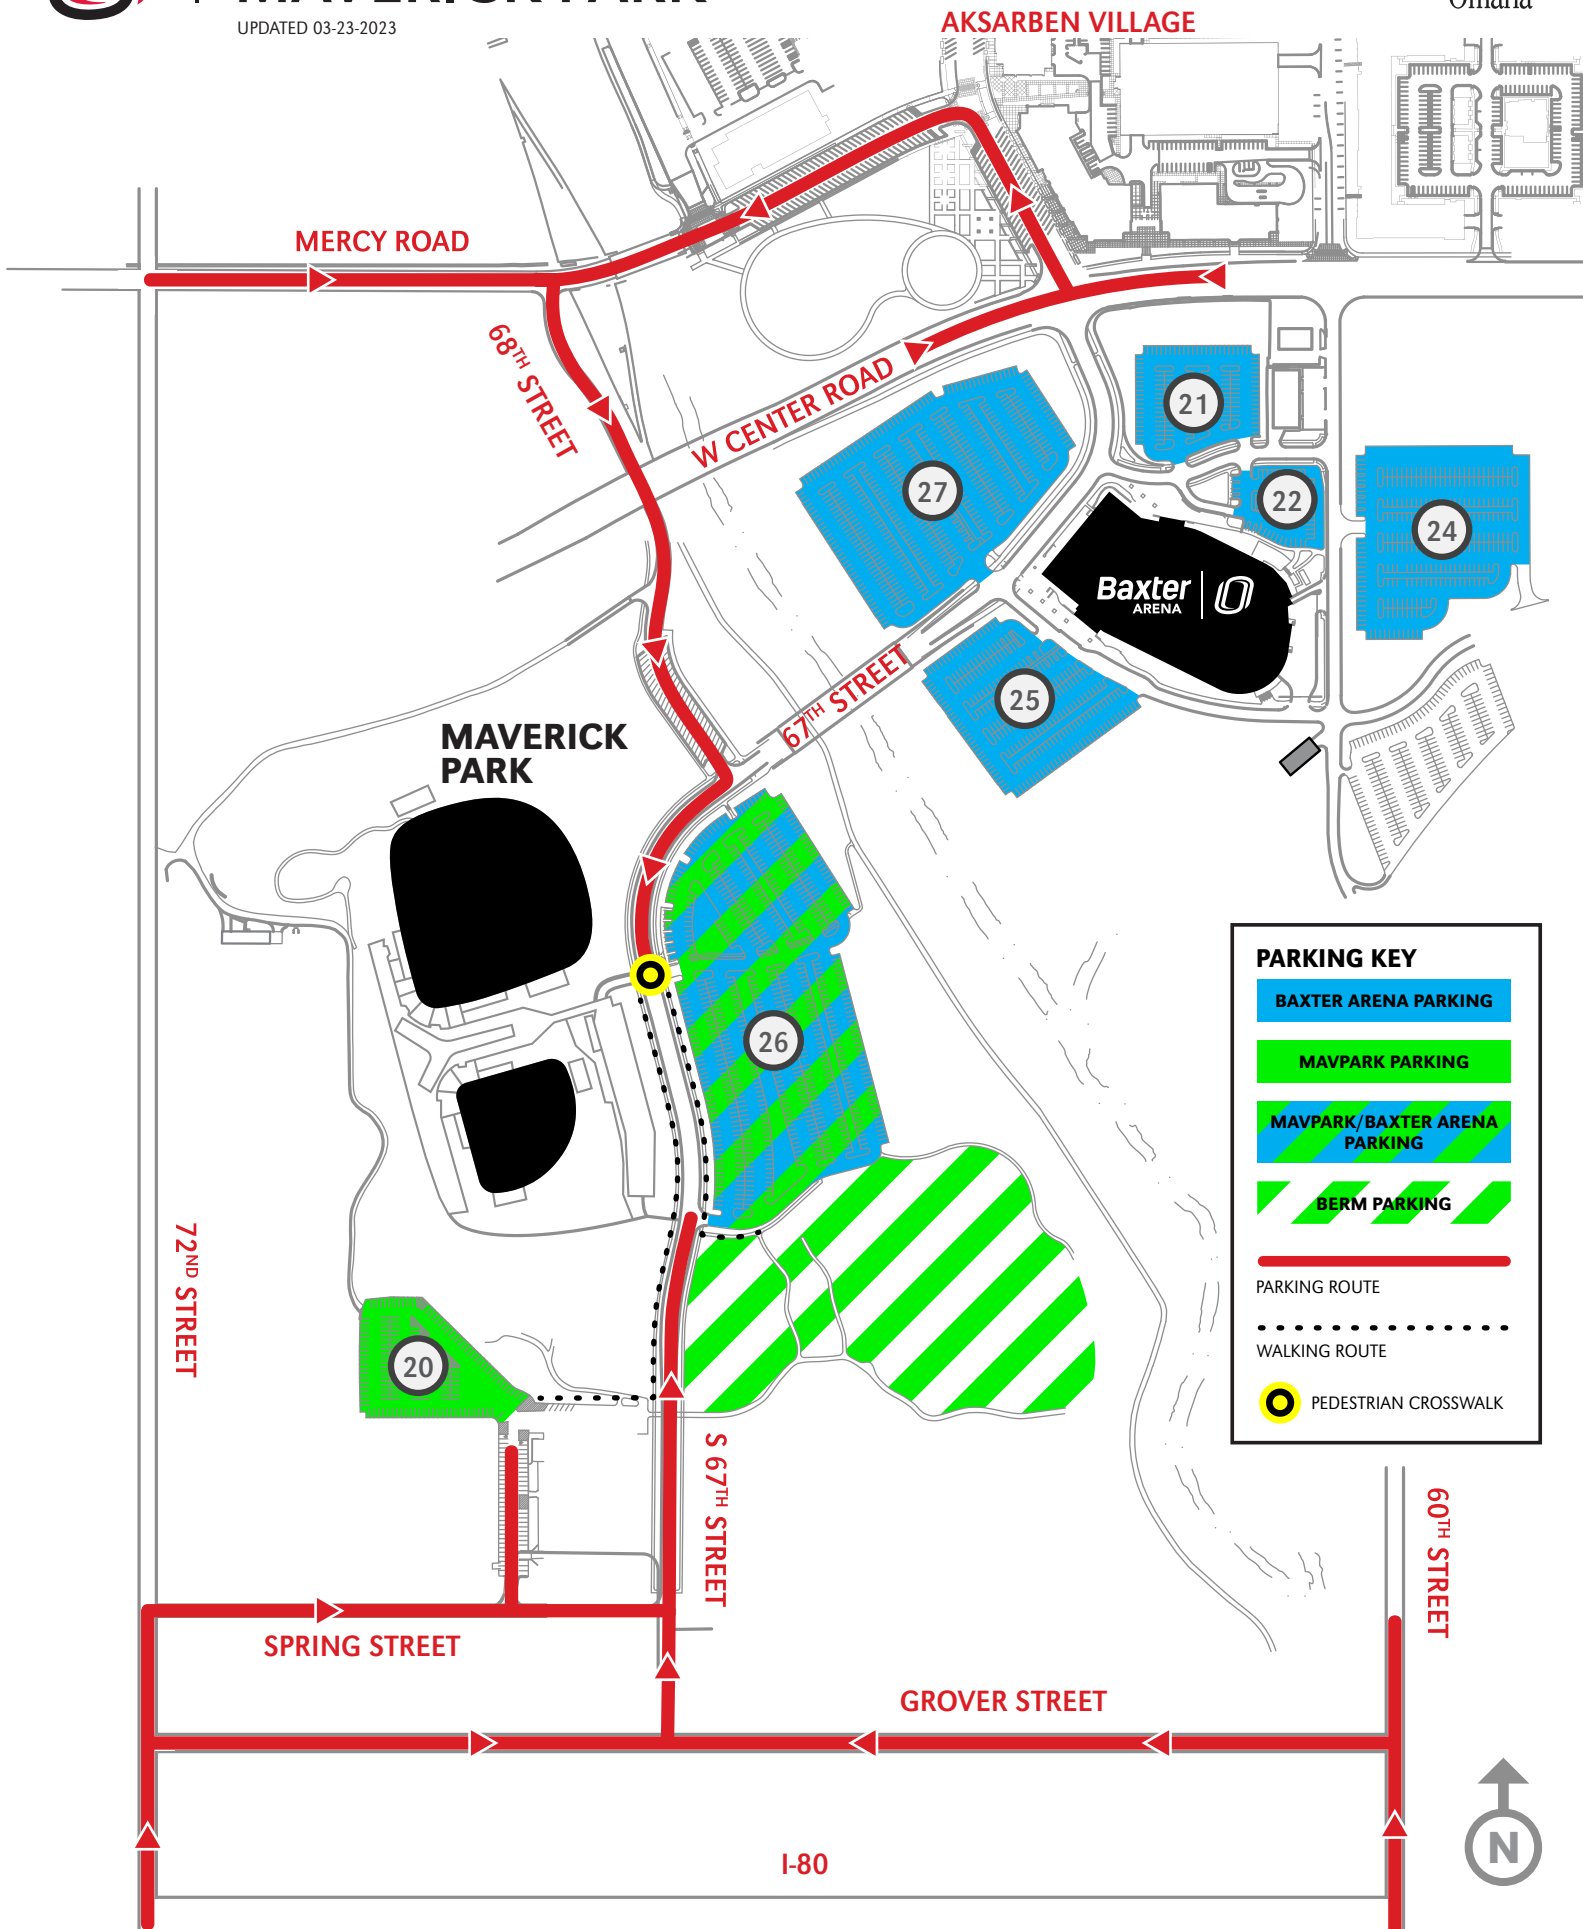 MAVERICK PARK
Omaha
UPDATED 03-23-2023
AKSARBEN VILLAGE
MERCY ROAD
68TH STREET
W CENTER ROAD
21
27
22
24
Baxter
ARENA
67TH STREET
25
MAVERICK
PARK
26
PARKING KEY
BAXTER ARENA PARKING
MAVPARK PARKING
MAVPARK/BAXTER ARENA
PARKING
BERM PARKING
PARKING ROUTE
WALKING ROUTE
PEDESTRIAN CROSSWALK
72ND STREET
20
S 67TH STREET
60TH STREET
SPRING STREET
GROVER STREET
I-80
N